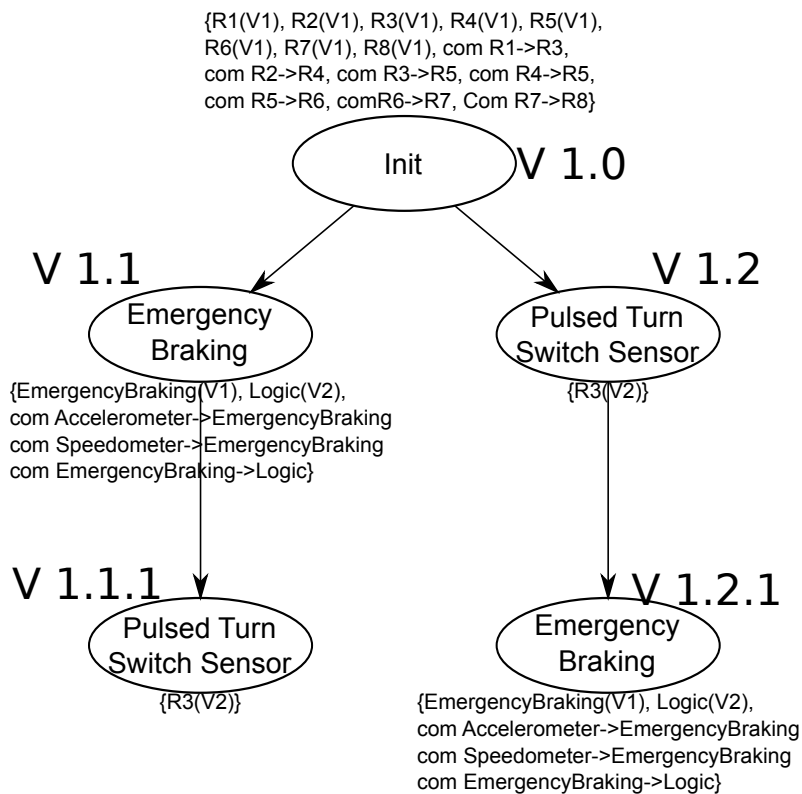 {R1(V1), R2(V1), R3(V1), R4(V1), R5(V1),
R6(V1), R7(V1), R8(V1), com R1->R3,
com R2->R4, com R3->R5, com R4->R5,
com R5->R6, comR6->R7, Com R7->R8}
Init
V 1.0
V 1.1
Emergency
Braking
{EmergencyBraking(V1), Logic(V2),
com Accelerometer->EmergencyBraking
com Speedometer->EmergencyBraking
com EmergencyBraking->Logic}
V 1.2
Pulsed Turn
Switch Sensor
{R3(V2)}
V 1.1.1
Pulsed Turn
Switch Sensor
{R3(V2)}
V 1.2.1
Emergency
Braking
{EmergencyBraking(V1), Logic(V2),
com Accelerometer->EmergencyBraking
com Speedometer->EmergencyBraking
com EmergencyBraking->Logic}